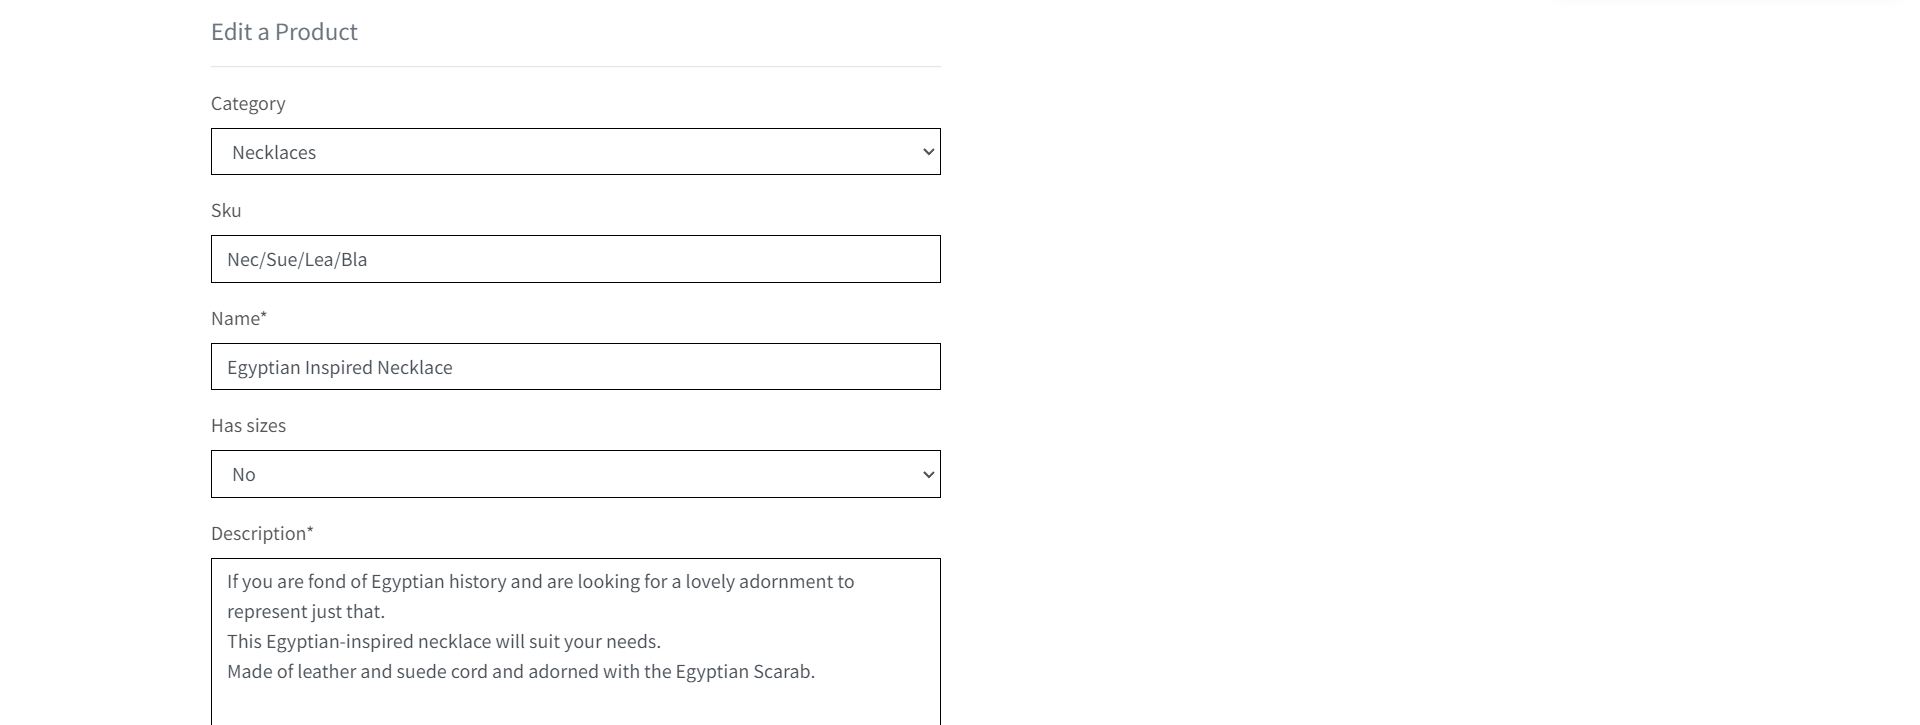 Edit a Product
Category
Necklaces
Sku
Nec/Sue/Lea/Bla
Name*
Egyptian Inspired Necklace
Has sizes
No
Description*
If you are fond of Egyptian history and are looking for a lovely adornment to
represent just that.
This Egyptian-inspired necklace will suit your needs.
Made of leather and suede cord and adorned with the Egyptian Scarab.